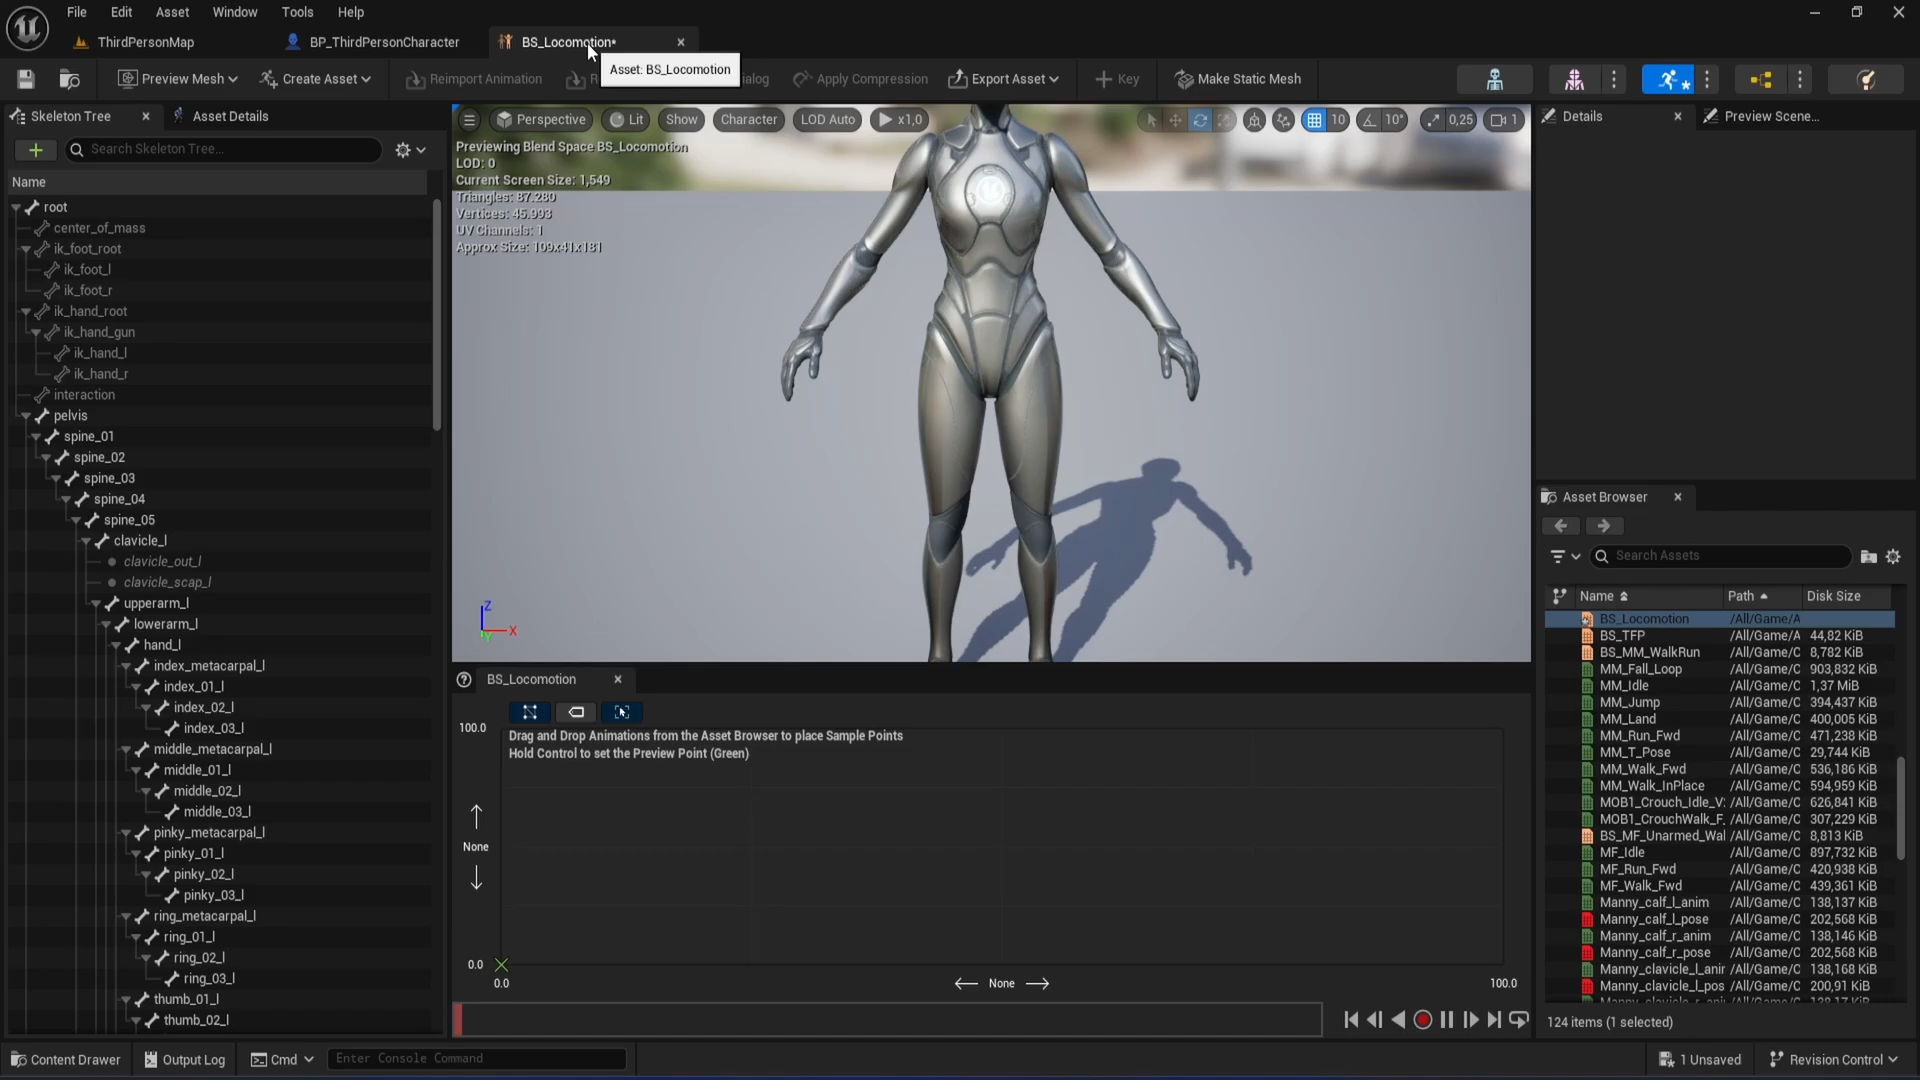 File Edit Asset Window Tools Help
ThirdPersonMap
BP_ThirdPersonCharacter
BS_Locomotion*
Asset: BS_Locomotion
Preview Mesh
Create Asset
Reimport Animation
Apply Compression
Export Asset
Key
Make Static Mesh
Skeleton Tree
Asset Details
Search Skeleton Tree...
Name
root
center_of_mass
ik_foot_root
ik_foot_l
ik_foot_r
ik_hand_root
ik_hand_gun
ik_hand_l
ik_hand_r
interaction
pelvis
spine_01
spine_02
spine_03
spine_04
spine_05
clavicle_l
clavicle_out_l
clavicle_scap_l
upperarm_l
lowerarm_l
hand_l
index_metacarpal_l
index_01_l
index_02_l
index_03_l
middle_metacarpal_l
middle_01_l
middle_02_l
middle_03_l
pinky_metacarpal_l
pinky_01_l
pinky_02_l
pinky_03_l
ring_metacarpal_l
ring_01_l
ring_02_l
ring_03_l
thumb_01_l
thumb_02_l
Perspective Lit Show Character LOD Auto x1,0
10 10° 0,25 1
Previewing Blend Space BS_Locomotion
LOD: 0
Current Screen Size: 1,549
Triangles: 87.280
Vertices: 45.993
UV Channels: 1
Approx Size: 109x41x181
Z
X
Y
BS_Locomotion
100.0
Drag and Drop Animations from the Asset Browser to place Sample Points
Hold Control to set the Preview Point (Green)
None
0.0
0.0
None
100.0
Details
Preview Scene...
Asset Browser
Search Assets
Name Path Disk Size
BS_Locomotion /All/Game/A
BS_TFP /All/Game/A 44,82 KiB
BS_MM_WalkRun /All/Game/C 8,782 KiB
MM_Fall_Loop /All/Game/C 903,832 KiB
MM_Idle /All/Game/C 1,37 MiB
MM_Jump /All/Game/C 394,437 KiB
MM_Land /All/Game/C 400,005 KiB
MM_Run_Fwd /All/Game/C 471,238 KiB
MM_T_Pose /All/Game/C 29,744 KiB
MM_Walk_Fwd /All/Game/C 536,186 KiB
MM_Walk_InPlace /All/Game/C 594,959 KiB
MOB1_Crouch_Idle_V /All/Game/C 626,841 KiB
MOB1_CrouchWalk_F /All/Game/C 307,229 KiB
BS_MF_Unarmed_Wal /All/Game/C 8,813 KiB
MF_Idle /All/Game/C 897,732 KiB
MF_Run_Fwd /All/Game/C 420,938 KiB
MF_Walk_Fwd /All/Game/C 439,361 KiB
Manny_calf_l_anim /All/Game/C 138,137 KiB
Manny_calf_l_pose /All/Game/C 202,568 KiB
Manny_calf_r_anim /All/Game/C 138,146 KiB
Manny_calf_r_pose /All/Game/C 202,568 KiB
Manny_clavicle_l_anir /All/Game/C 138,168 KiB
Manny_clavicle_l_pos /All/Game/C 200,91 KiB
124 items (1 selected)
Content Drawer
Output Log
Cmd
Enter Console Command
1 Unsaved
Revision Control